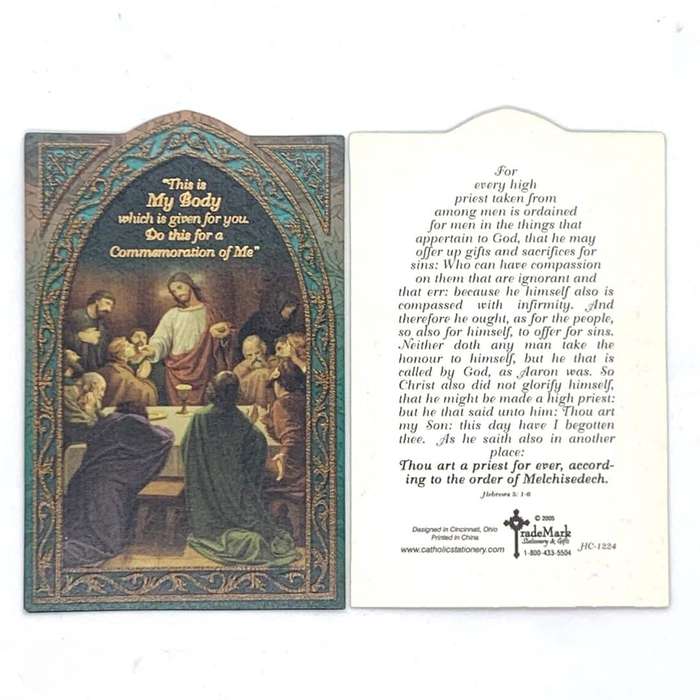 "This is
My Body
which is given for you.
Do this for a
Commemoration of Me"
For
every high
priest taken from
among men is ordained
for men in the things that
appertain to God, that he may
offer up gifts and sacrifices for
sins: Who can have compassion
on them that are ignorant and
that err: because he himself also is
compassed with infirmity. And
therefore he ought, as for the people,
so also for himself, to offer for sins.
Neither doth any man take the
honour to himself, but he that is
called by God, as Aaron was. So
Christ also did not glorify himself,
that he might be made a high priest:
but he that said unto him: Thou art
my Son: this day have I begotten
thee. As he saith also in another
place:
Thou art a priest for ever, accord-
ing to the order of Melchisedech.
Hebrews 5: 1-6
Designed in Cincinnati, Ohio
Printed in China
www.catholicstationery.com
© 2005
TradeMark
Stationery & Gifts
1-800-433-5504
HC-1224